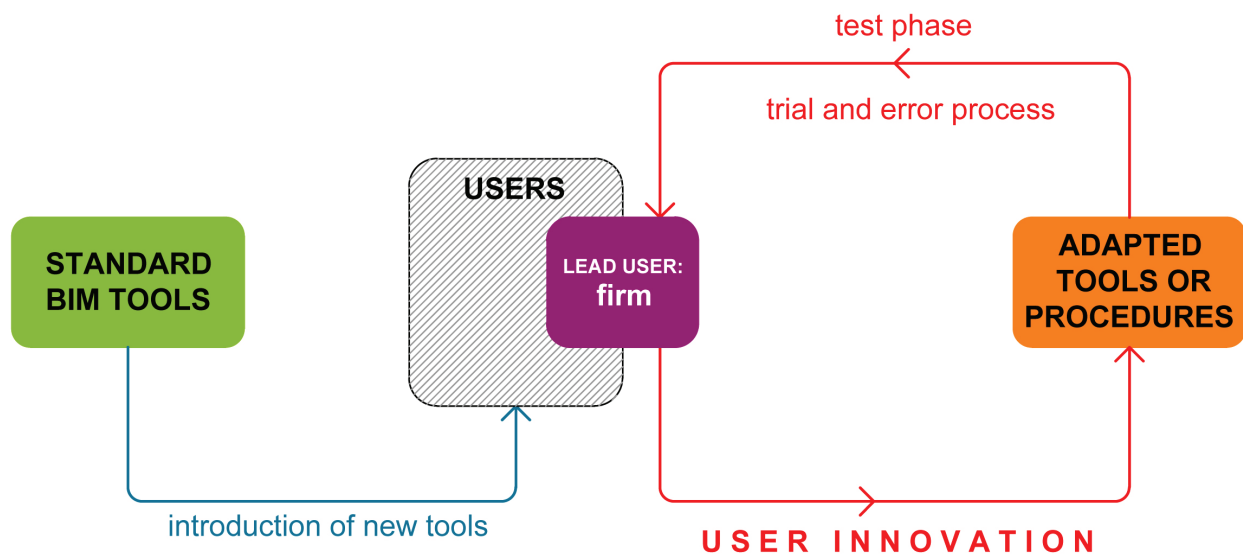 test phase
trial and error process
USERS
STANDARD
BIM TOOLS
LEAD USER:
firm
ADAPTED
TOOLS OR
PROCEDURES
introduction of new tools
USER INNOVATION